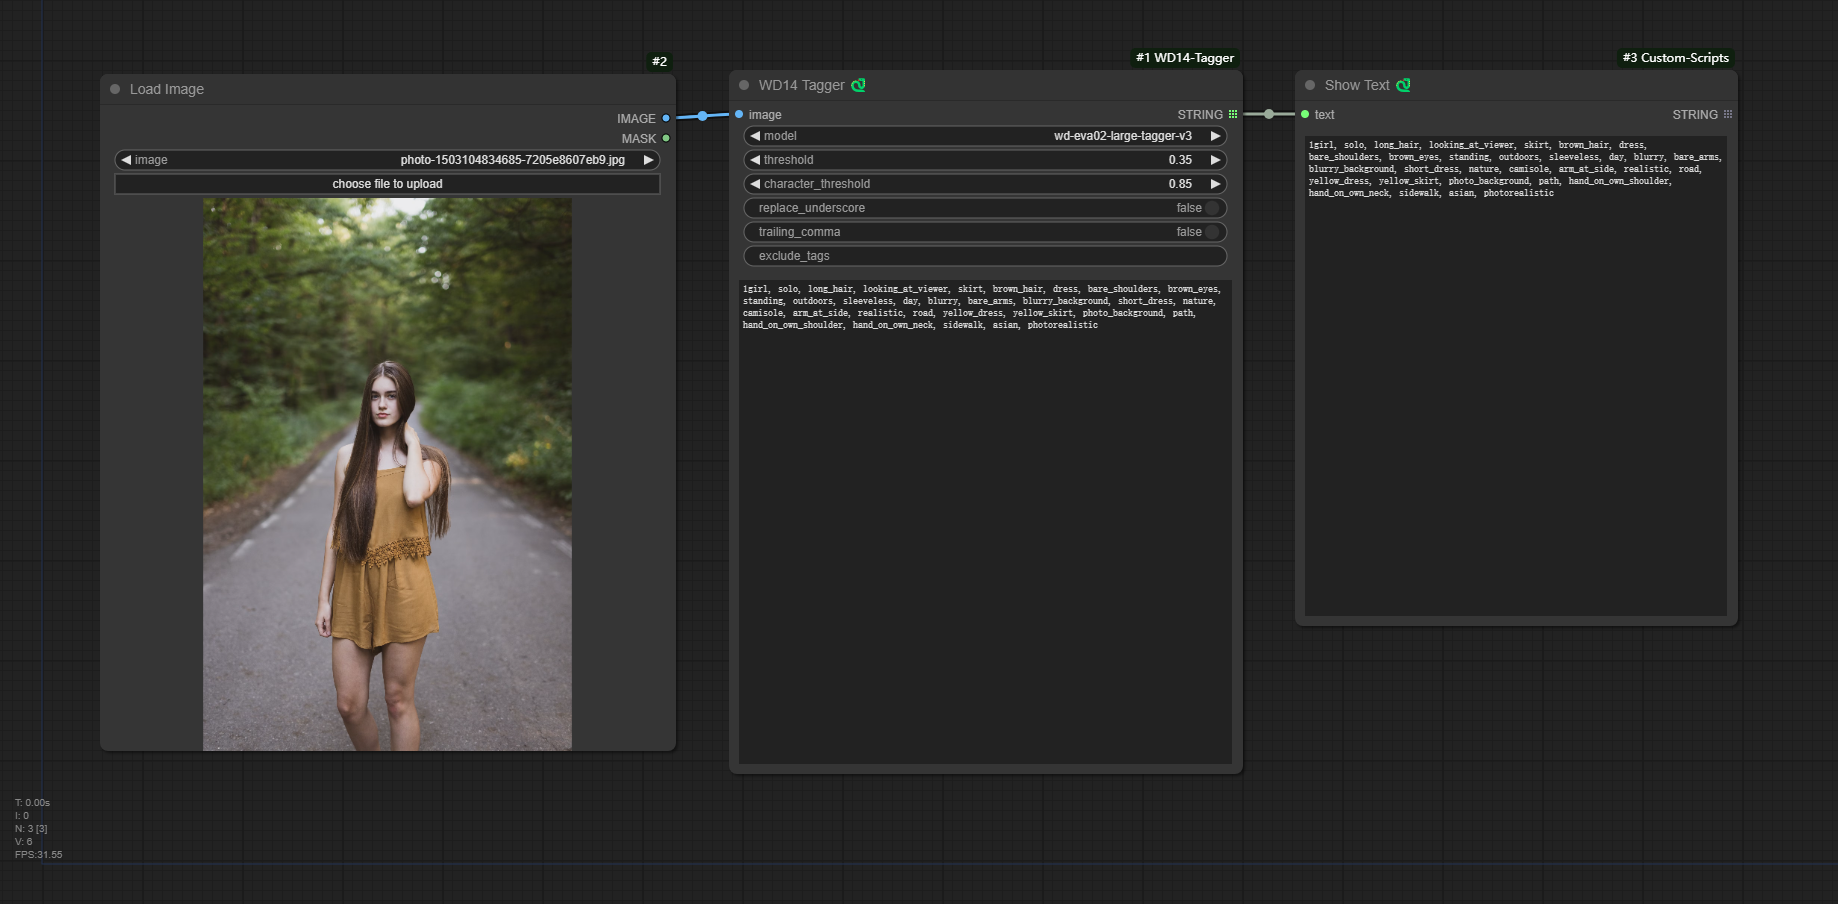 #2
Load Image
IMAGE
MASK
image photo-1503104834685-7205e8607eb9.jpg
choose file to upload
#1 WD14-Tagger
WD14 Tagger
image STRING
model wd-eva02-large-tagger-v3
threshold 0.35
character_threshold 0.85
replace_underscore false
trailing_comma false
exclude_tags
1girl, solo, long_hair, looking_at_viewer, skirt, brown_hair, dress, bare_shoulders, brown_eyes,
standing, outdoors, sleeveless, day, blurry, bare_arms, blurry_background, short_dress, nature,
camisole, arm_at_side, realistic, road, yellow_dress, yellow_skirt, photo_background, path,
hand_on_own_shoulder, hand_on_own_neck, sidewalk, asian, photorealistic
#3 Custom-Scripts
Show Text
text STRING
1girl, solo, long_hair, looking_at_viewer, skirt, brown_hair, dress,
bare_shoulders, brown_eyes, standing, outdoors, sleeveless, day, blurry, bare_arms,
blurry_background, short_dress, nature, camisole, arm_at_side, realistic, road,
yellow_dress, yellow_skirt, photo_background, path, hand_on_own_shoulder,
hand_on_own_neck, sidewalk, asian, photorealistic
T: 0.00s
I: 0
N: 3 [3]
V: 6
FPS:31.55